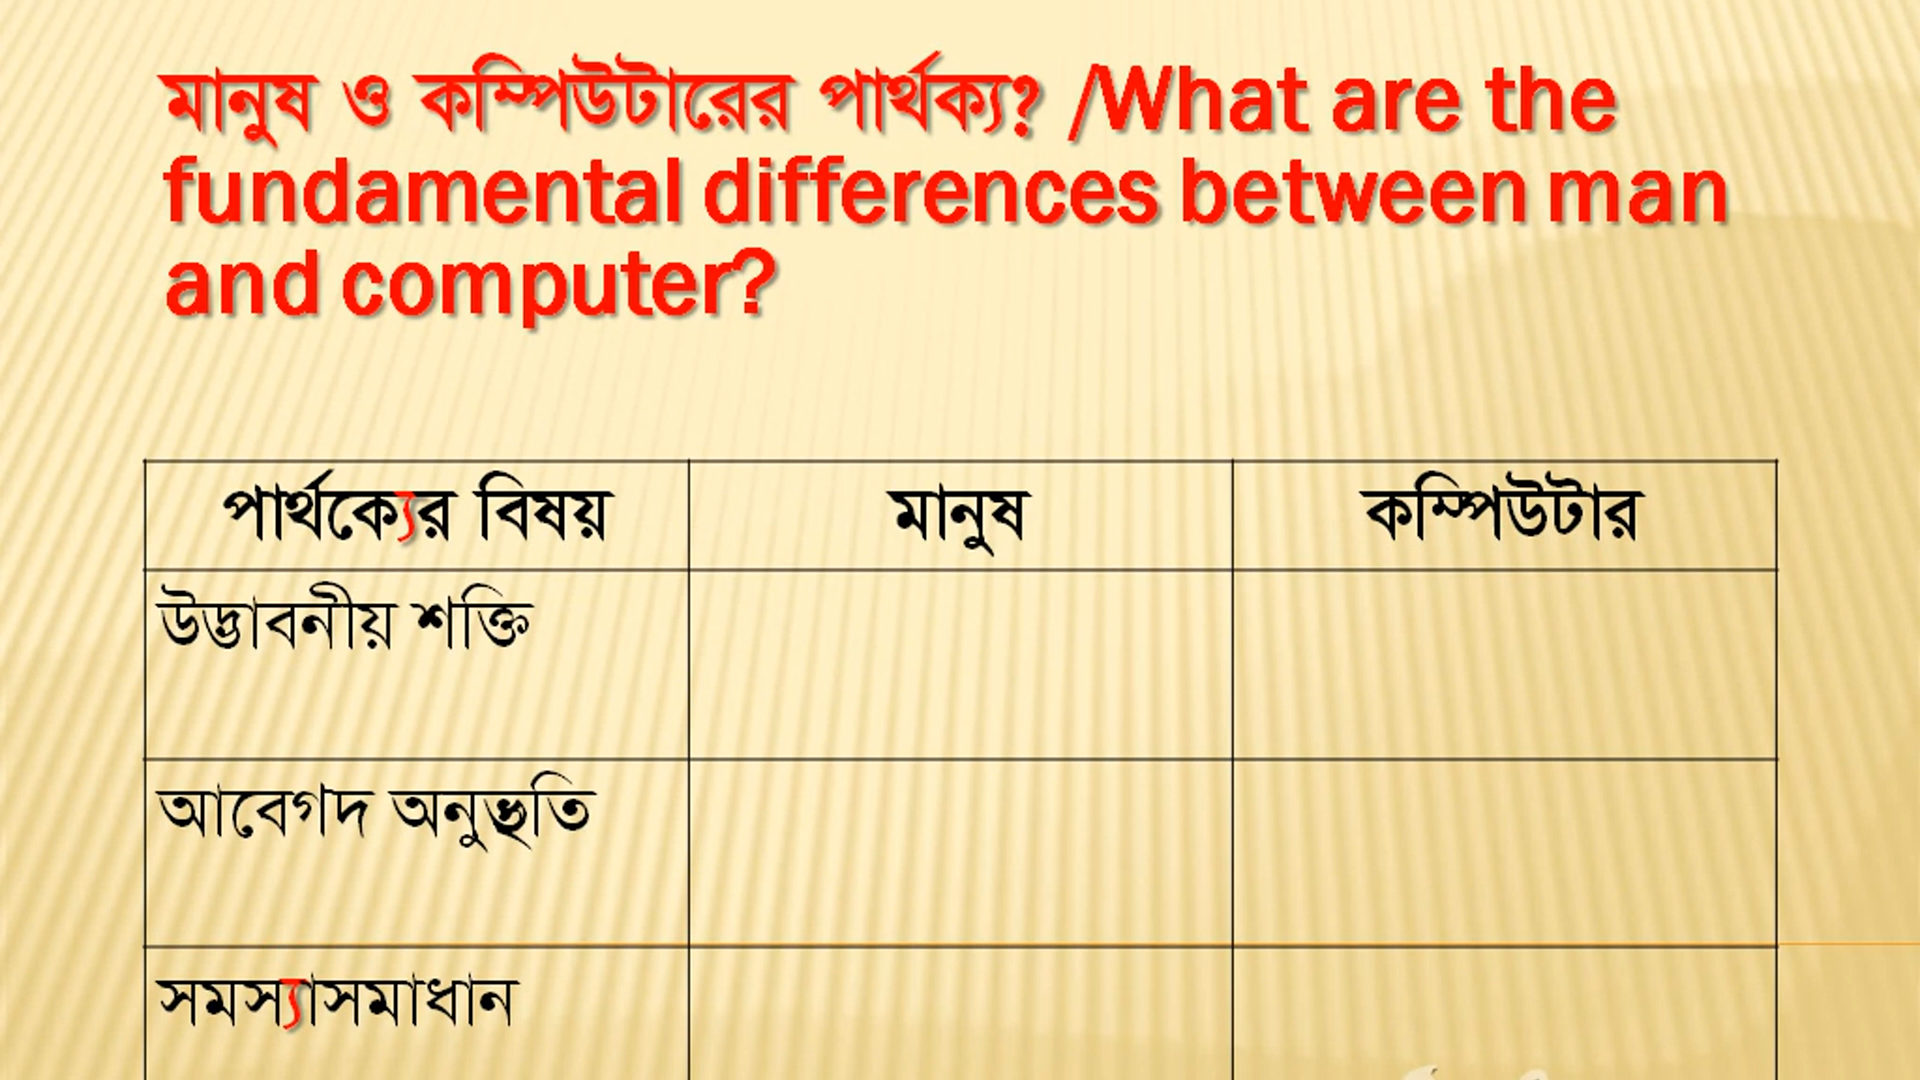 মানুষ ও কম্পিউটারের পার্থক্য? /What are the
fundamental differences between man
and computer?
পার্থক্যের বিষয় মানুষ কম্পিউটার
উদ্ভাবনীয় শক্তি
আবেগদ অনুভূতি
সমস্যাসমাধান